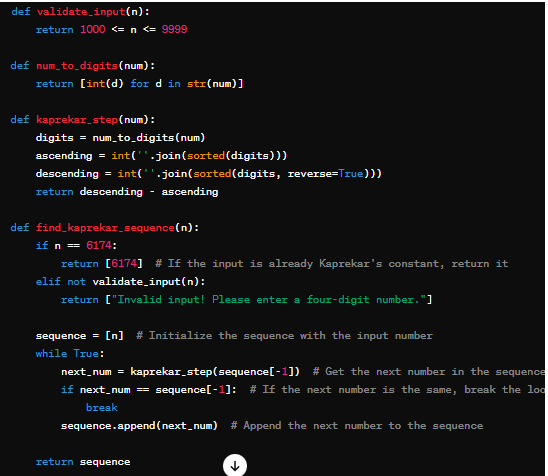 def validate_input(n):
    return 1000 <= n <= 9999

def num_to_digits(num):
    return [int(d) for d in str(num)]

def kaprekar_step(num):
    digits = num_to_digits(num)
    ascending = int(''.join(sorted(digits)))
    descending = int(''.join(sorted(digits, reverse=True)))
    return descending - ascending

def find_kaprekar_sequence(n):
    if n == 6174:
        return [6174]  # If the input is already Kaprekar's constant, return it
    elif not validate_input(n):
        return ["Invalid input! Please enter a four-digit number."]

    sequence = [n]  # Initialize the sequence with the input number
    while True:
        next_num = kaprekar_step(sequence[-1])  # Get the next number in the sequence
        if next_num == sequence[-1]:  # If the next number is the same, break the loo
            break
        sequence.append(next_num)  # Append the next number to the sequence

    return sequence